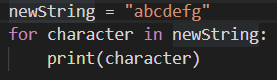 newString = "abcdefg"
for character in newString:
    print(character)